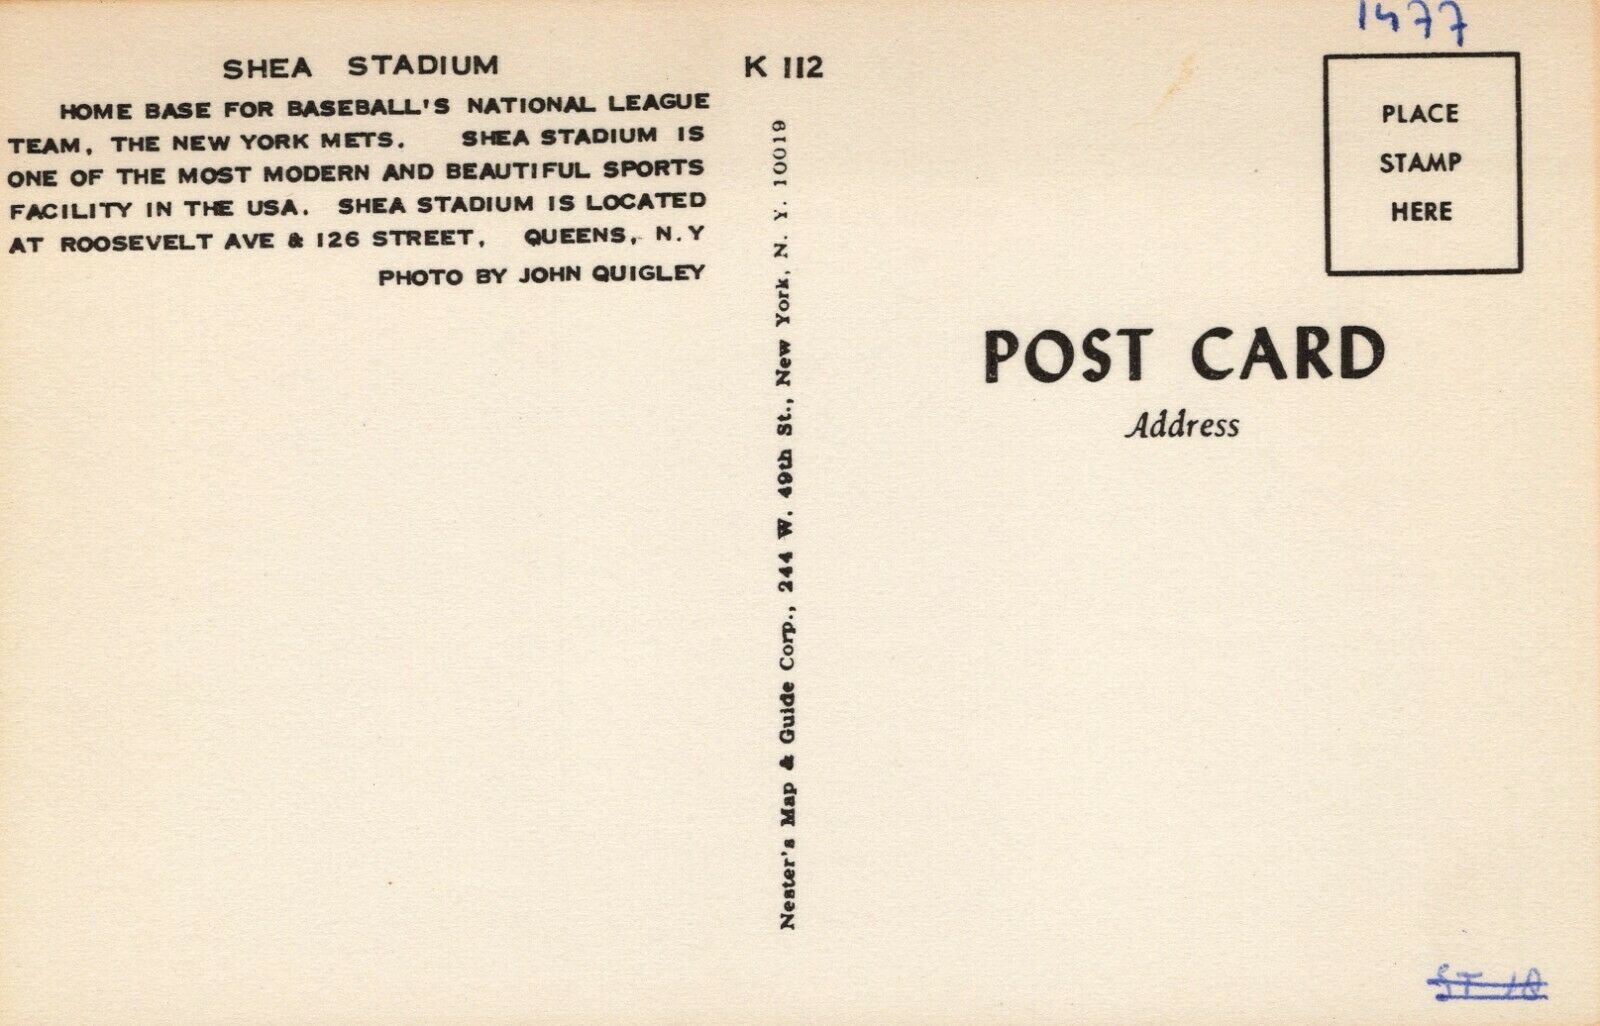 1477
SHEA STADIUM
K 112
HOME BASE FOR BASEBALL'S NATIONAL LEAGUE
TEAM, THE NEW YORK METS. SHEA STADIUM IS
ONE OF THE MOST MODERN AND BEAUTIFUL SPORTS
FACILITY IN THE USA. SHEA STADIUM IS LOCATED
AT ROOSEVELT AVE & 126 STREET, QUEENS, N.Y
PHOTO BY JOHN QUIGLEY
Nester's Map & Guide Corp., 244 W. 49th St., New York, N. Y. 10019
PLACE
STAMP
HERE
POST CARD
Address